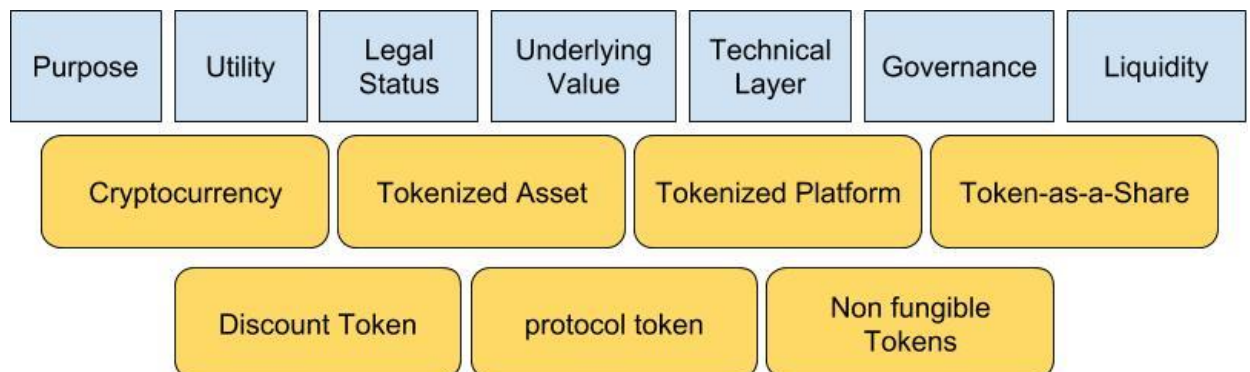 Purpose
Utility
Legal
Status
Underlying
Value
Technical
Layer
Governance
Liquidity
Cryptocurrency
Tokenized Asset
Tokenized Platform
Token-as-a-Share
Discount Token
protocol token
Non fungible
Tokens